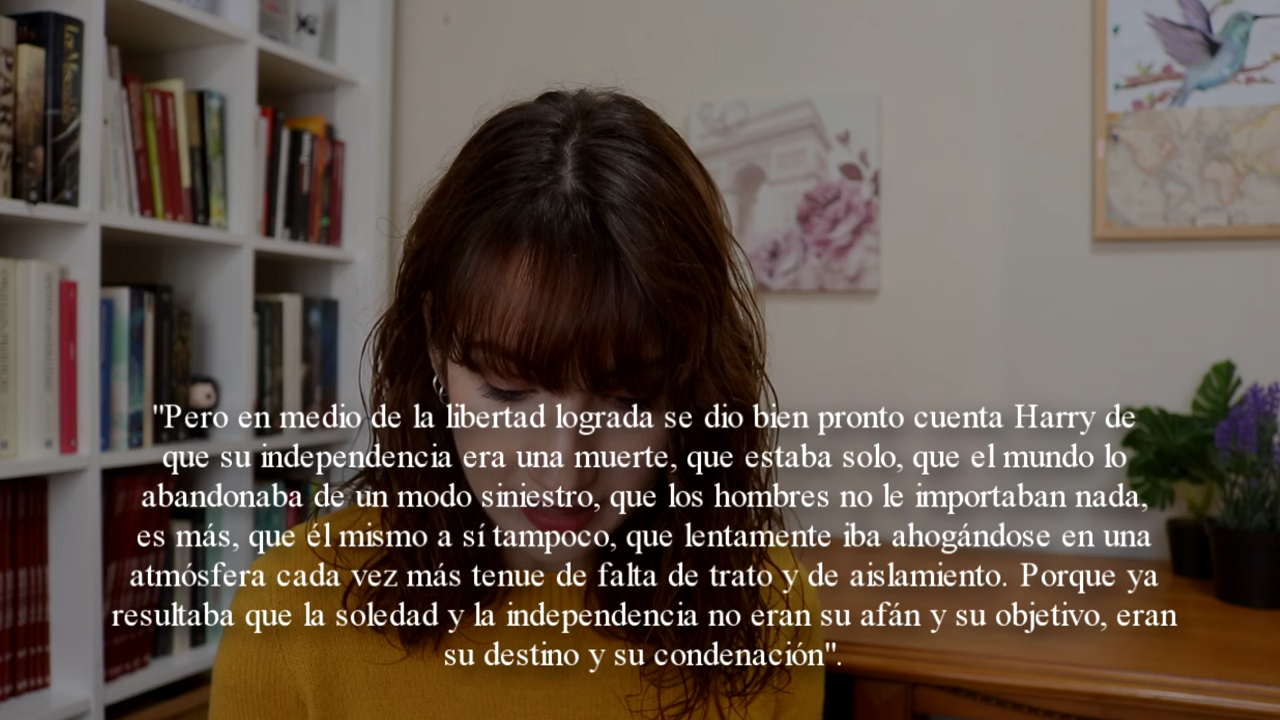 PARIS
Los Miserables
"Pero en medio de la libertad lograda se dio bien pronto cuenta Harry de
que su independencia era una muerte, que estaba solo, que el mundo lo
abandonaba de un modo siniestro, que los hombres no le importaban nada,
es más, que él mismo a sí tampoco, que lentamente iba ahogándose en una
atmósfera cada vez más tenue de falta de trato y de aislamiento. Porque ya
resultaba que la soledad y la independencia no eran su afán y su objetivo, eran
su destino y su condenación".